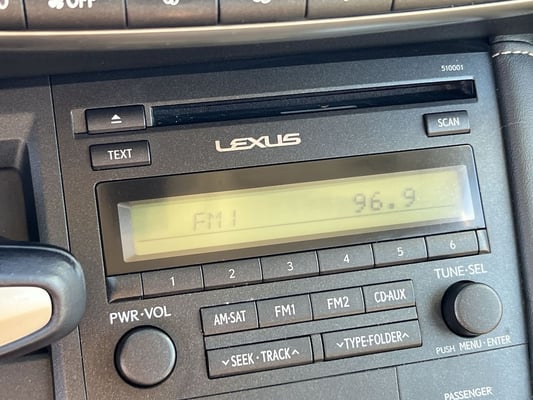 OFF
510001
LEXUS
SCAN
TEXT
FM1 96.9
1 2 3 4 5 6
PWR·VOL
AM·SAT FM1 FM2 CD·AUX
TUNE·SEL
∨SEEK·TRACK∧ ∨TYPE·FOLDER∧
PUSH MENU·ENTER
PASSENGER